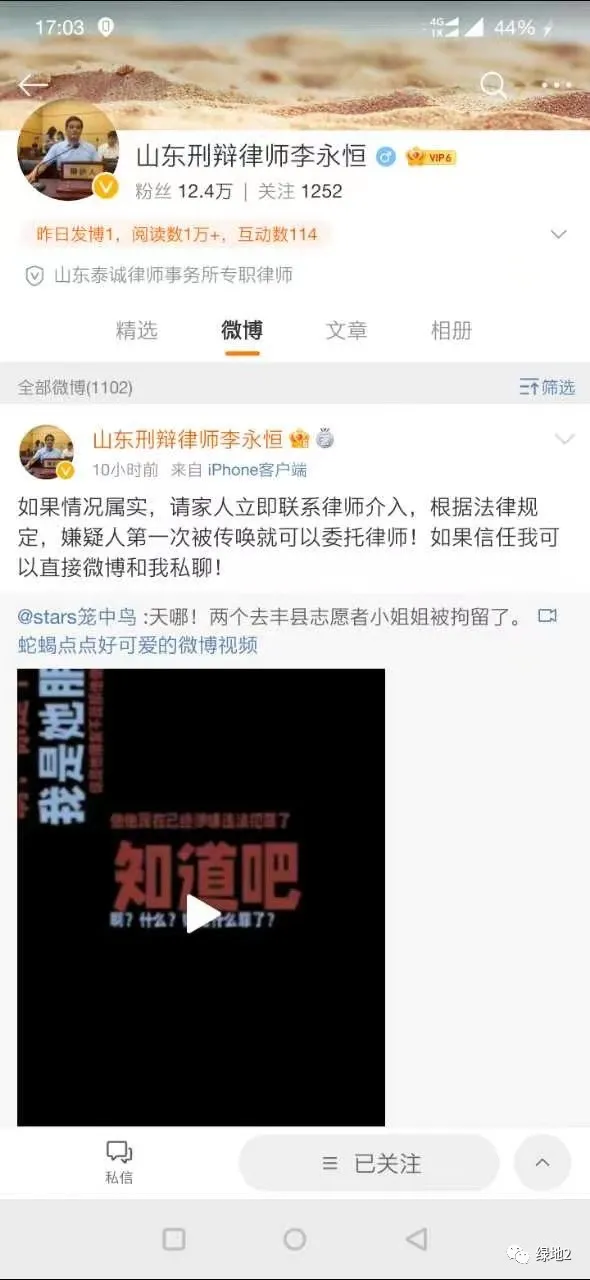 17:03
4G
1X
44%
辩护人
山东刑辩律师李永恒
VIP6
粉丝 12.4万 | 关注 1252
昨日发博1，阅读数1万+，互动数114
山东泰诚律师事务所专职律师
精选
微博
文章
相册
全部微博(1102)
筛选
山东刑辩律师李永恒
10小时前 来自 iPhone客户端
如果情况属实，请家人立即联系律师介入，根据法律规
定，嫌疑人第一次被传唤就可以委托律师！如果信任我可
以直接微博和我私聊！
@stars笼中鸟 :天哪！两个去丰县志愿者小姐姐被拘留了。
蛇蝎点点好可爱的微博视频
我是她朋
他他现在已经涉嫌违法犯罪了
知道吧
啊？什么？
什么罪了？
私信
已关注
绿地2